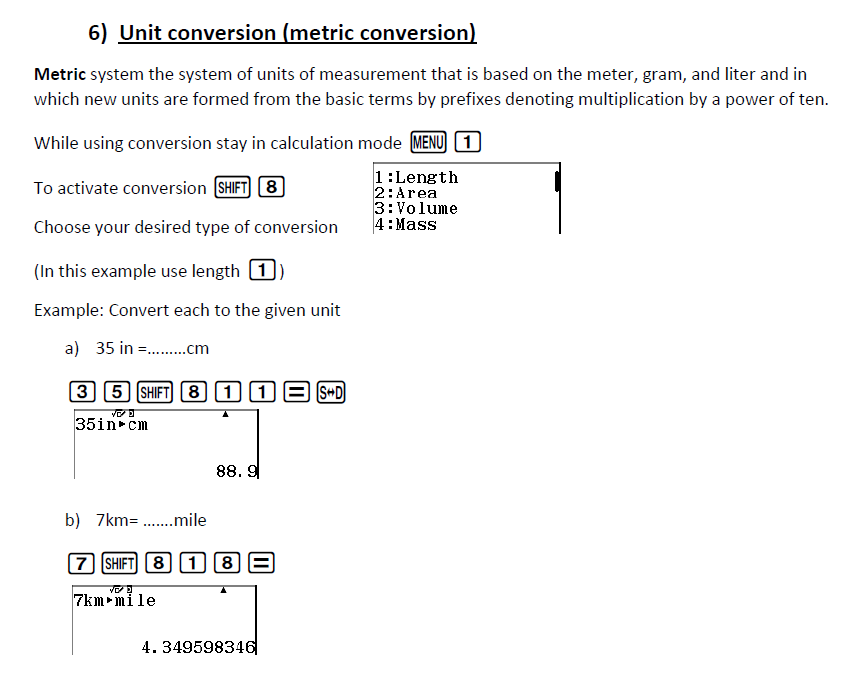 6) Unit conversion (metric conversion)
Metric system the system of units of measurement that is based on the meter, gram, and liter and in
which new units are formed from the basic terms by prefixes denoting multiplication by a power of ten.
While using conversion stay in calculation mode MENU 1
To activate conversion SHIFT 8
1:Length
2:Area
3:Volume
4:Mass
Choose your desired type of conversion
(In this example use length 1)
Example: Convert each to the given unit
a) 35 in =.........cm
3 5 SHIFT 8 1 1 = S⇔D
35in▸cm
88.9
b) 7km= .......mile
7 SHIFT 8 1 8 =
7km▸mile
4.349598346